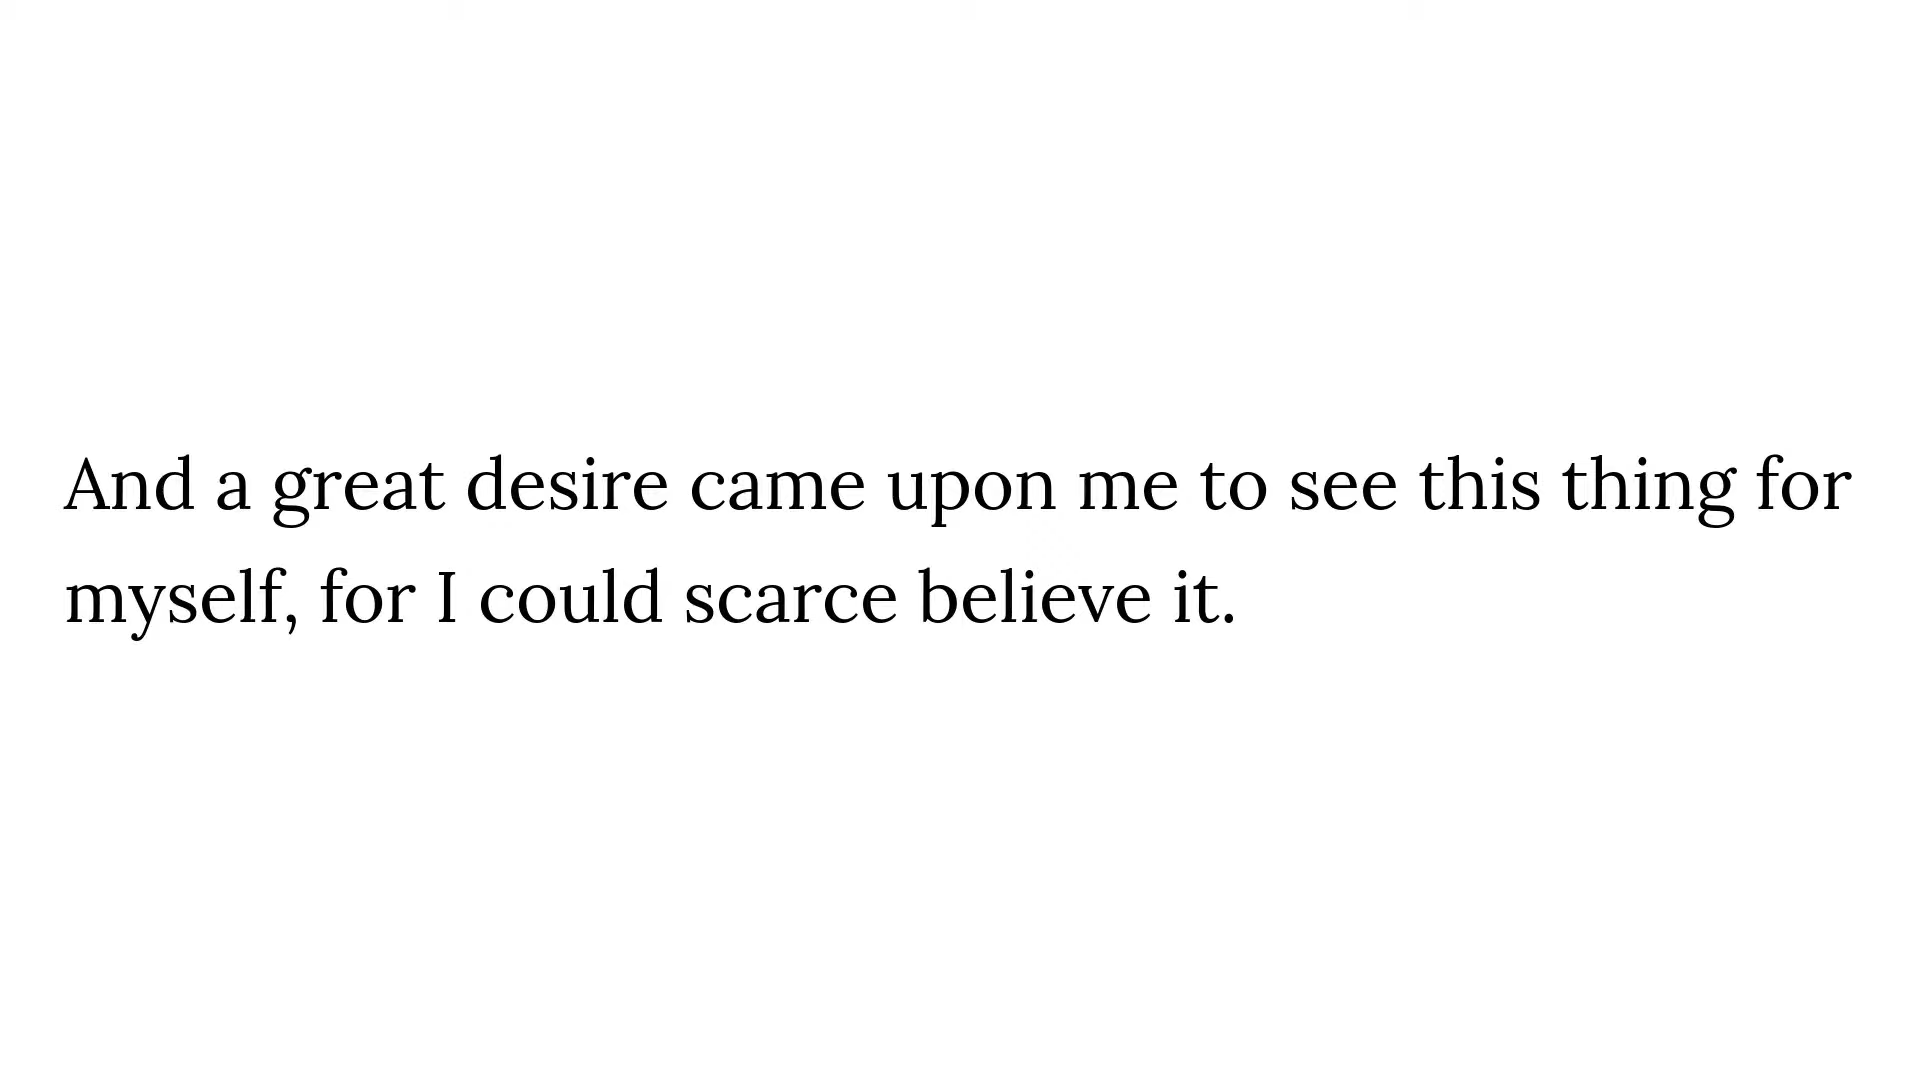 And a great desire came upon me to see this thing for
myself, for I could scarce believe it.